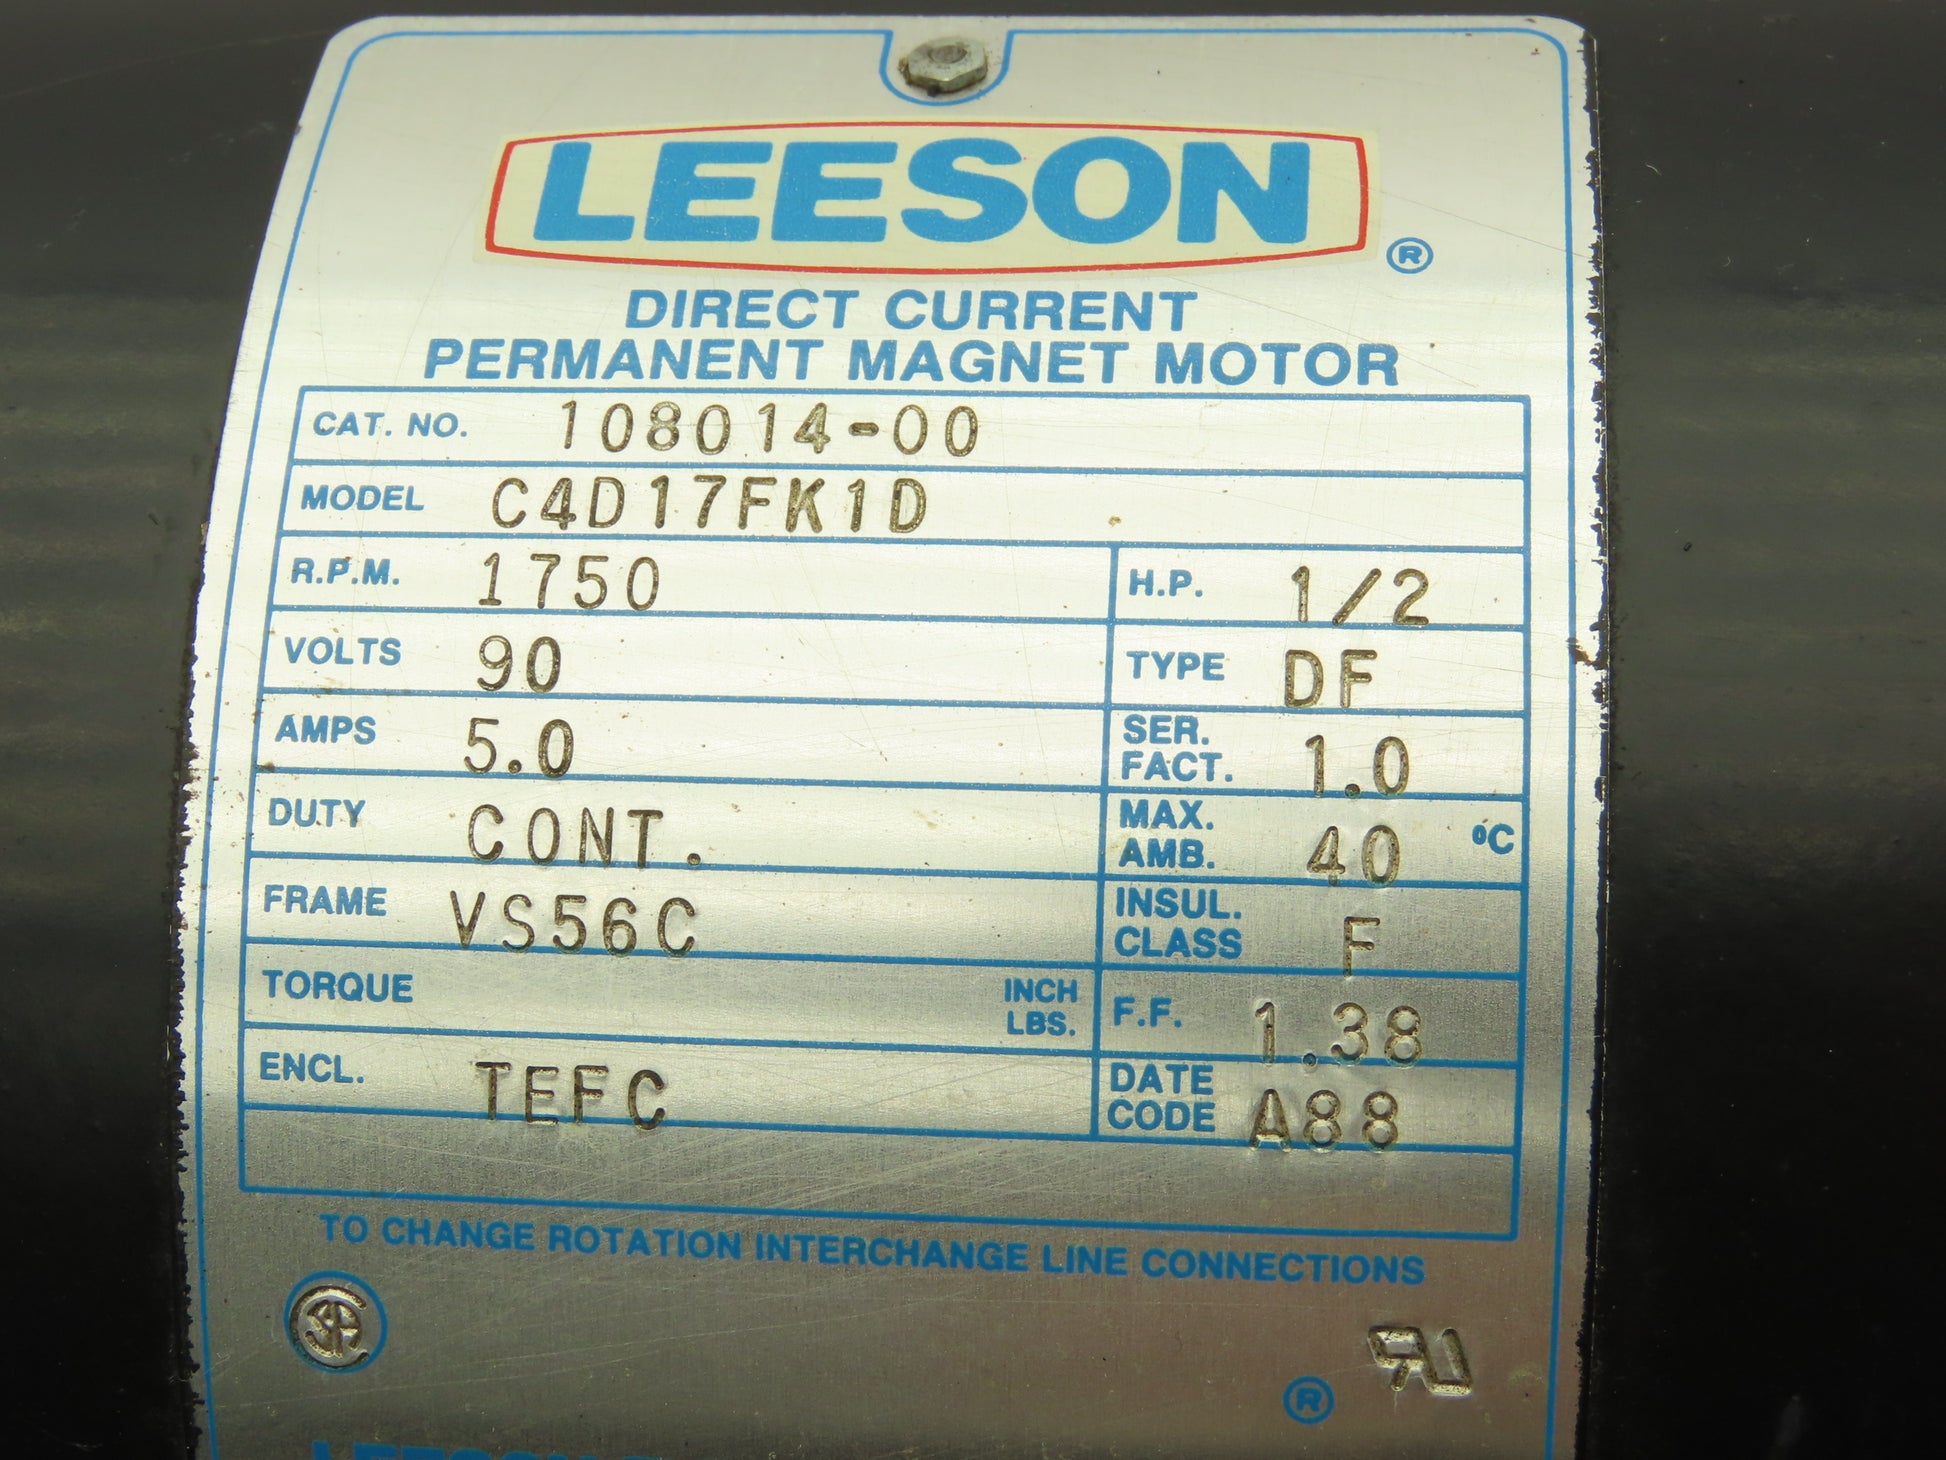 LEESON ®
DIRECT CURRENT
PERMANENT MAGNET MOTOR
CAT. NO. 108014-00
MODEL C4D17FK1D
R.P.M. 1750 H.P. 1/2
VOLTS 90 TYPE DF
AMPS 5.0 SER. FACT. 1.0
DUTY CONT. MAX. AMB. 40 °C
FRAME VS56C INSUL. CLASS F
TORQUE INCH LBS. F.F. 1.38
ENCL. TEFC DATE CODE A88
TO CHANGE ROTATION INTERCHANGE LINE CONNECTIONS
®
LEESON